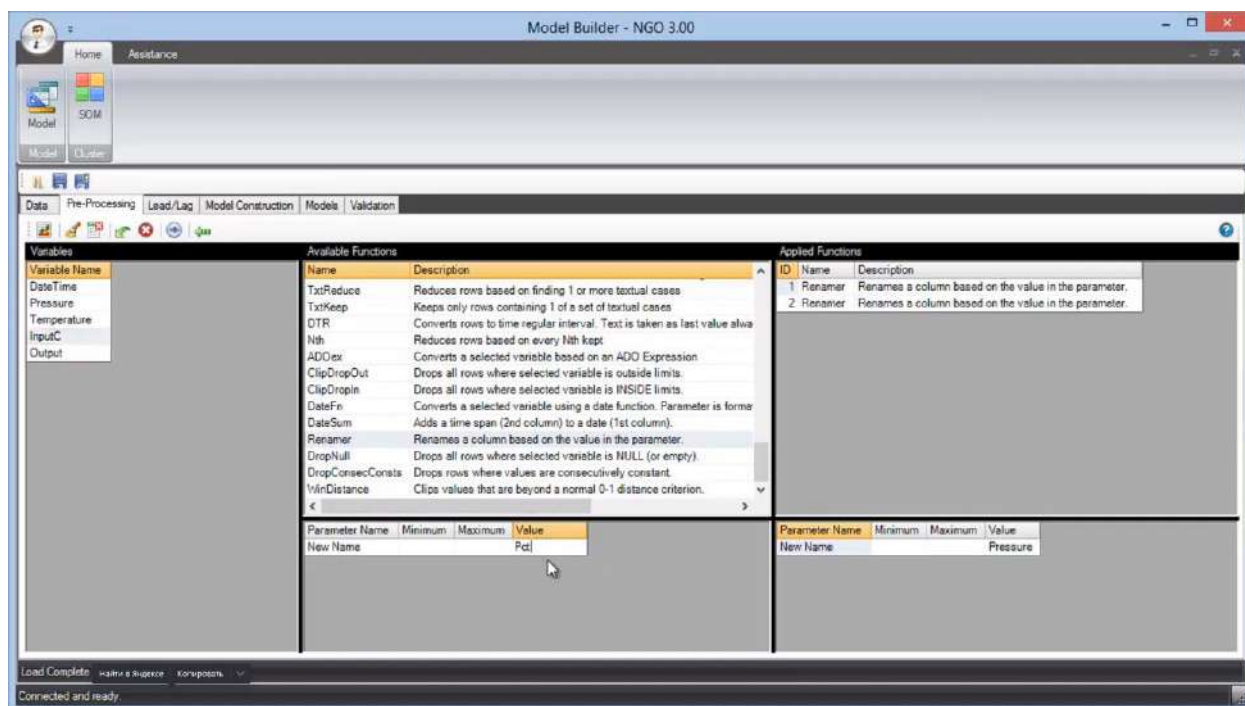 Model Builder - NGO 3.00
Home Assistance
Model SOM
Model Cluster
Data Pre-Processing Lead/Lag Model Construction Models Validation
Variables Available Functions Applied Functions
Variable Name Name Description ID Name Description
DateTime TxtReduce Reduces rows based on finding 1 or more textual cases 1 Renamer Renames a column based on the value in the parameter.
Pressure TxtKeep Keeps only rows containing 1 of a set of textual cases 2 Renamer Renames a column based on the value in the parameter.
Temperature DTR Converts rows to time regular interval. Text is taken as last value alwa
InputC Nth Reduces rows based on every Nth kept
Output ADOex Converts a selected variable based on an ADO Expression
ClipDropOut Drops all rows where selected variable is outside limits.
ClipDropIn Drops all rows where selected variable is INSIDE limits.
DateFn Converts a selected variable using a date function. Parameter is format
DateSum Adds a time span (2nd column) to a date (1st column).
Renamer Renames a column based on the value in the parameter.
DropNull Drops all rows where selected variable is NULL (or empty).
DropConsecConsts Drops rows where values are consecutively constant.
WinDistance Clips values that are beyond a normal 0-1 distance criterion.
Parameter Name Minimum Maximum Value Parameter Name Minimum Maximum Value
New Name Pct New Name Pressure
Load Complete Найти в Яндексе Копировать
Connected and ready.